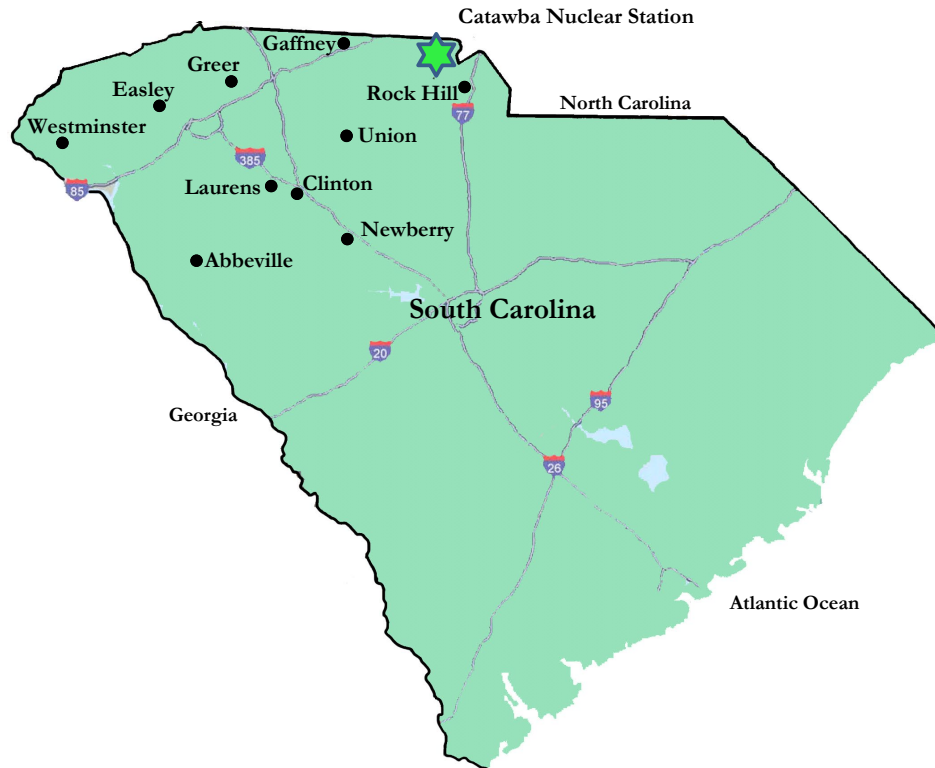 Catawba Nuclear Station
Gaffney
Greer
Easley
Rock Hill
North Carolina
77
Westminster
Union
385
85
Laurens
Clinton
Newberry
Abbeville
South Carolina
20
Georgia
95
26
Atlantic Ocean